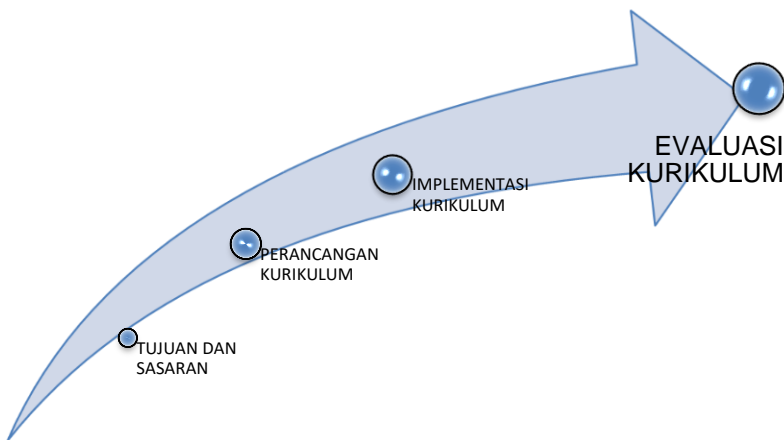 EVALUASI
KURIKULUM
IMPLEMENTASI
KURIKULUM
PERANCANGAN
KURIKULUM
TUJUAN DAN
SASARAN